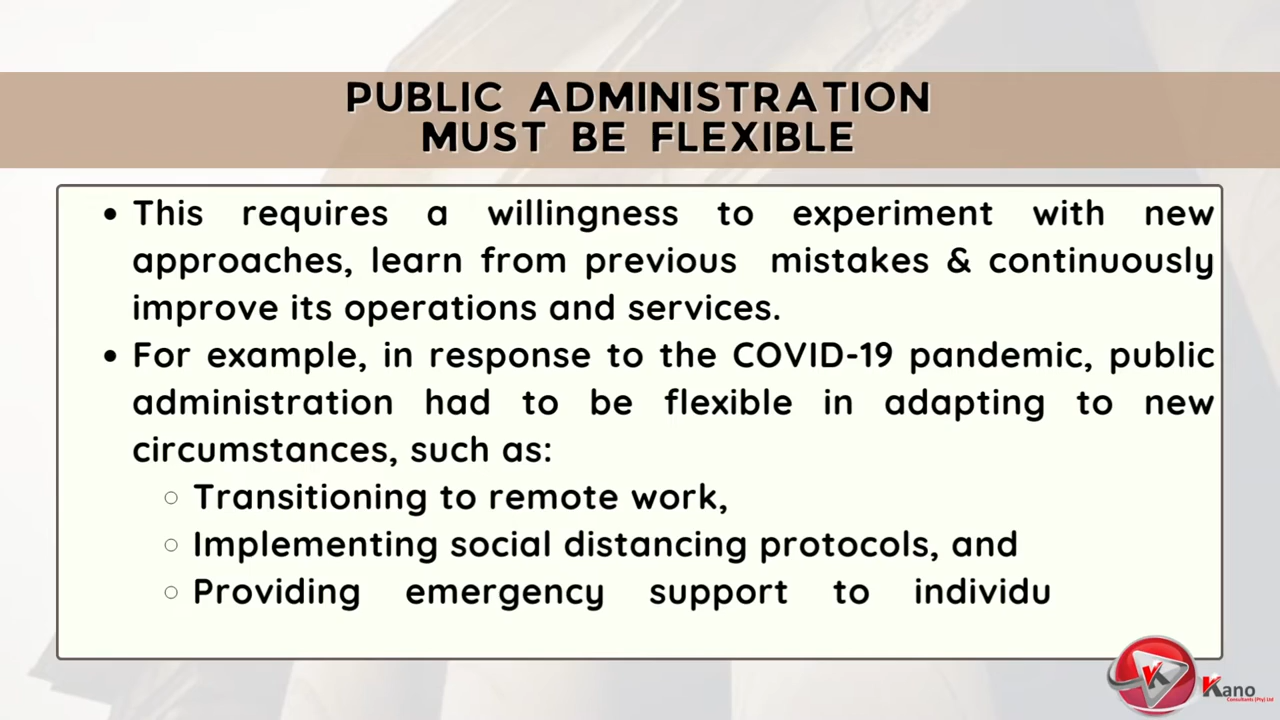 PUBLIC ADMINISTRATION
MUST BE FLEXIBLE
• This requires a willingness to experiment with new
approaches, learn from previous mistakes & continuously
improve its operations and services.
• For example, in response to the COVID-19 pandemic, public
administration had to be flexible in adapting to new
circumstances, such as:
○ Transitioning to remote work,
○ Implementing social distancing protocols, and
○ Providing emergency support to individu
K Kano
Consultants (Pty) Ltd